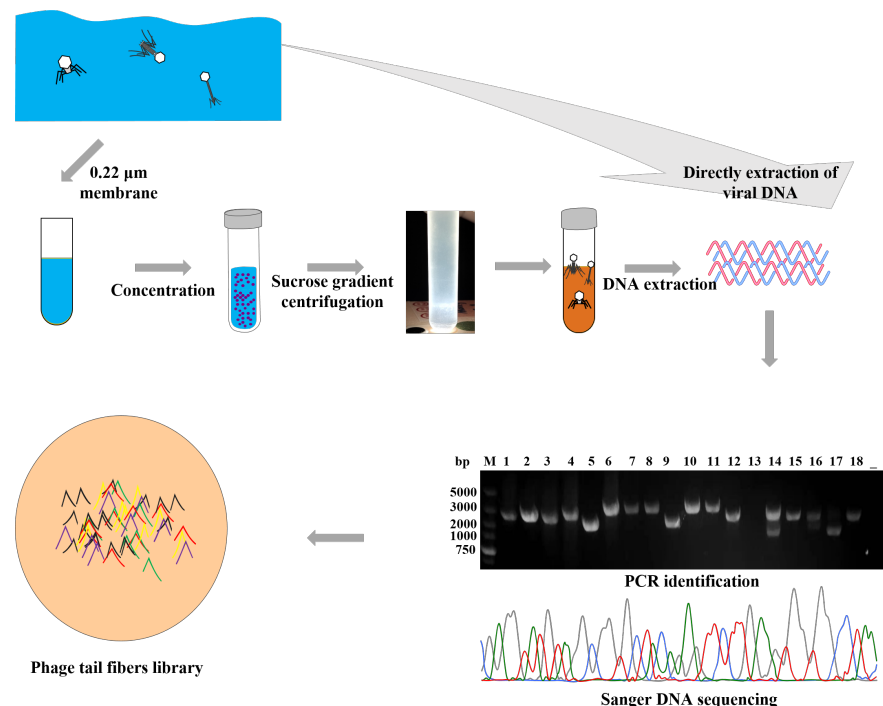 0.22 μm
membrane
Directly extraction of
viral DNA
Concentration
Sucrose gradient
centrifugation
DNA extraction
bp M 1 2 3 4 5 6 7 8 9 10 11 12 13 14 15 16 17 18 _
5000
3000
2000
1000
750
PCR identification
Phage tail fibers library
Sanger DNA sequencing